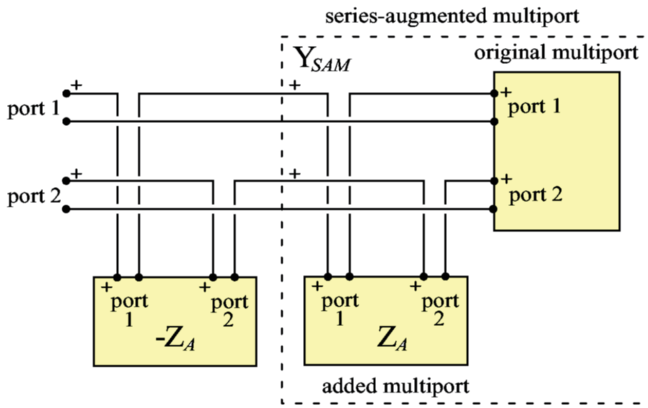 series-augmented multiport
Y_SAM
original multiport
+
+
+
port 1
port 1
+
+
+
port 2
port 2
+
+
+
+
port
1
port
2
port
1
port
2
-Z_A
Z_A
added multiport